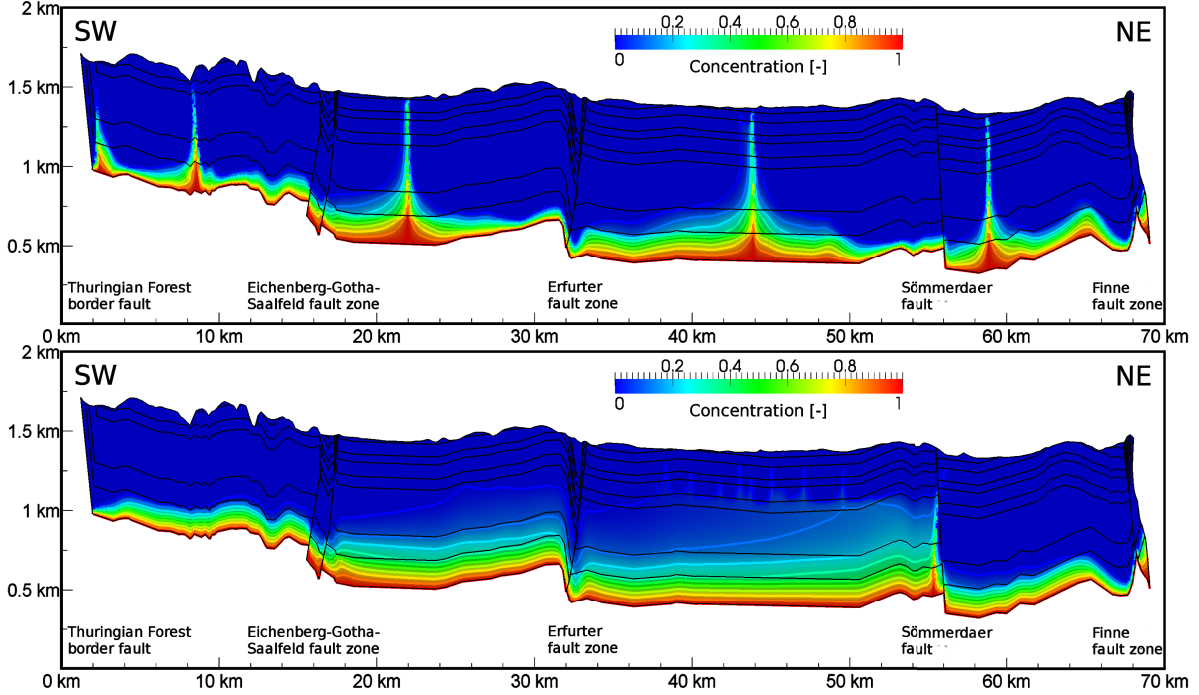 2 km
SW
NE
0.2 0.4 0.6 0.8
0 1
Concentration [-]
1.5 km
1 km
0.5 km
Thuringian Forest
border fault
Eichenberg-Gotha-
Saalfeld fault zone
Erfurter
fault zone
Sömmerdaer
fault
Finne
fault zone
0 km 10 km 20 km 30 km 40 km 50 km 60 km 70 km
2 km
SW
NE
0.2 0.4 0.6 0.8
0 1
Concentration [-]
1.5 km
1 km
0.5 km
Thuringian Forest
border fault
Eichenberg-Gotha-
Saalfeld fault zone
Erfurter
fault zone
Sömmerdaer
fault
Finne
fault zone
0 km 10 km 20 km 30 km 40 km 50 km 60 km 70 km